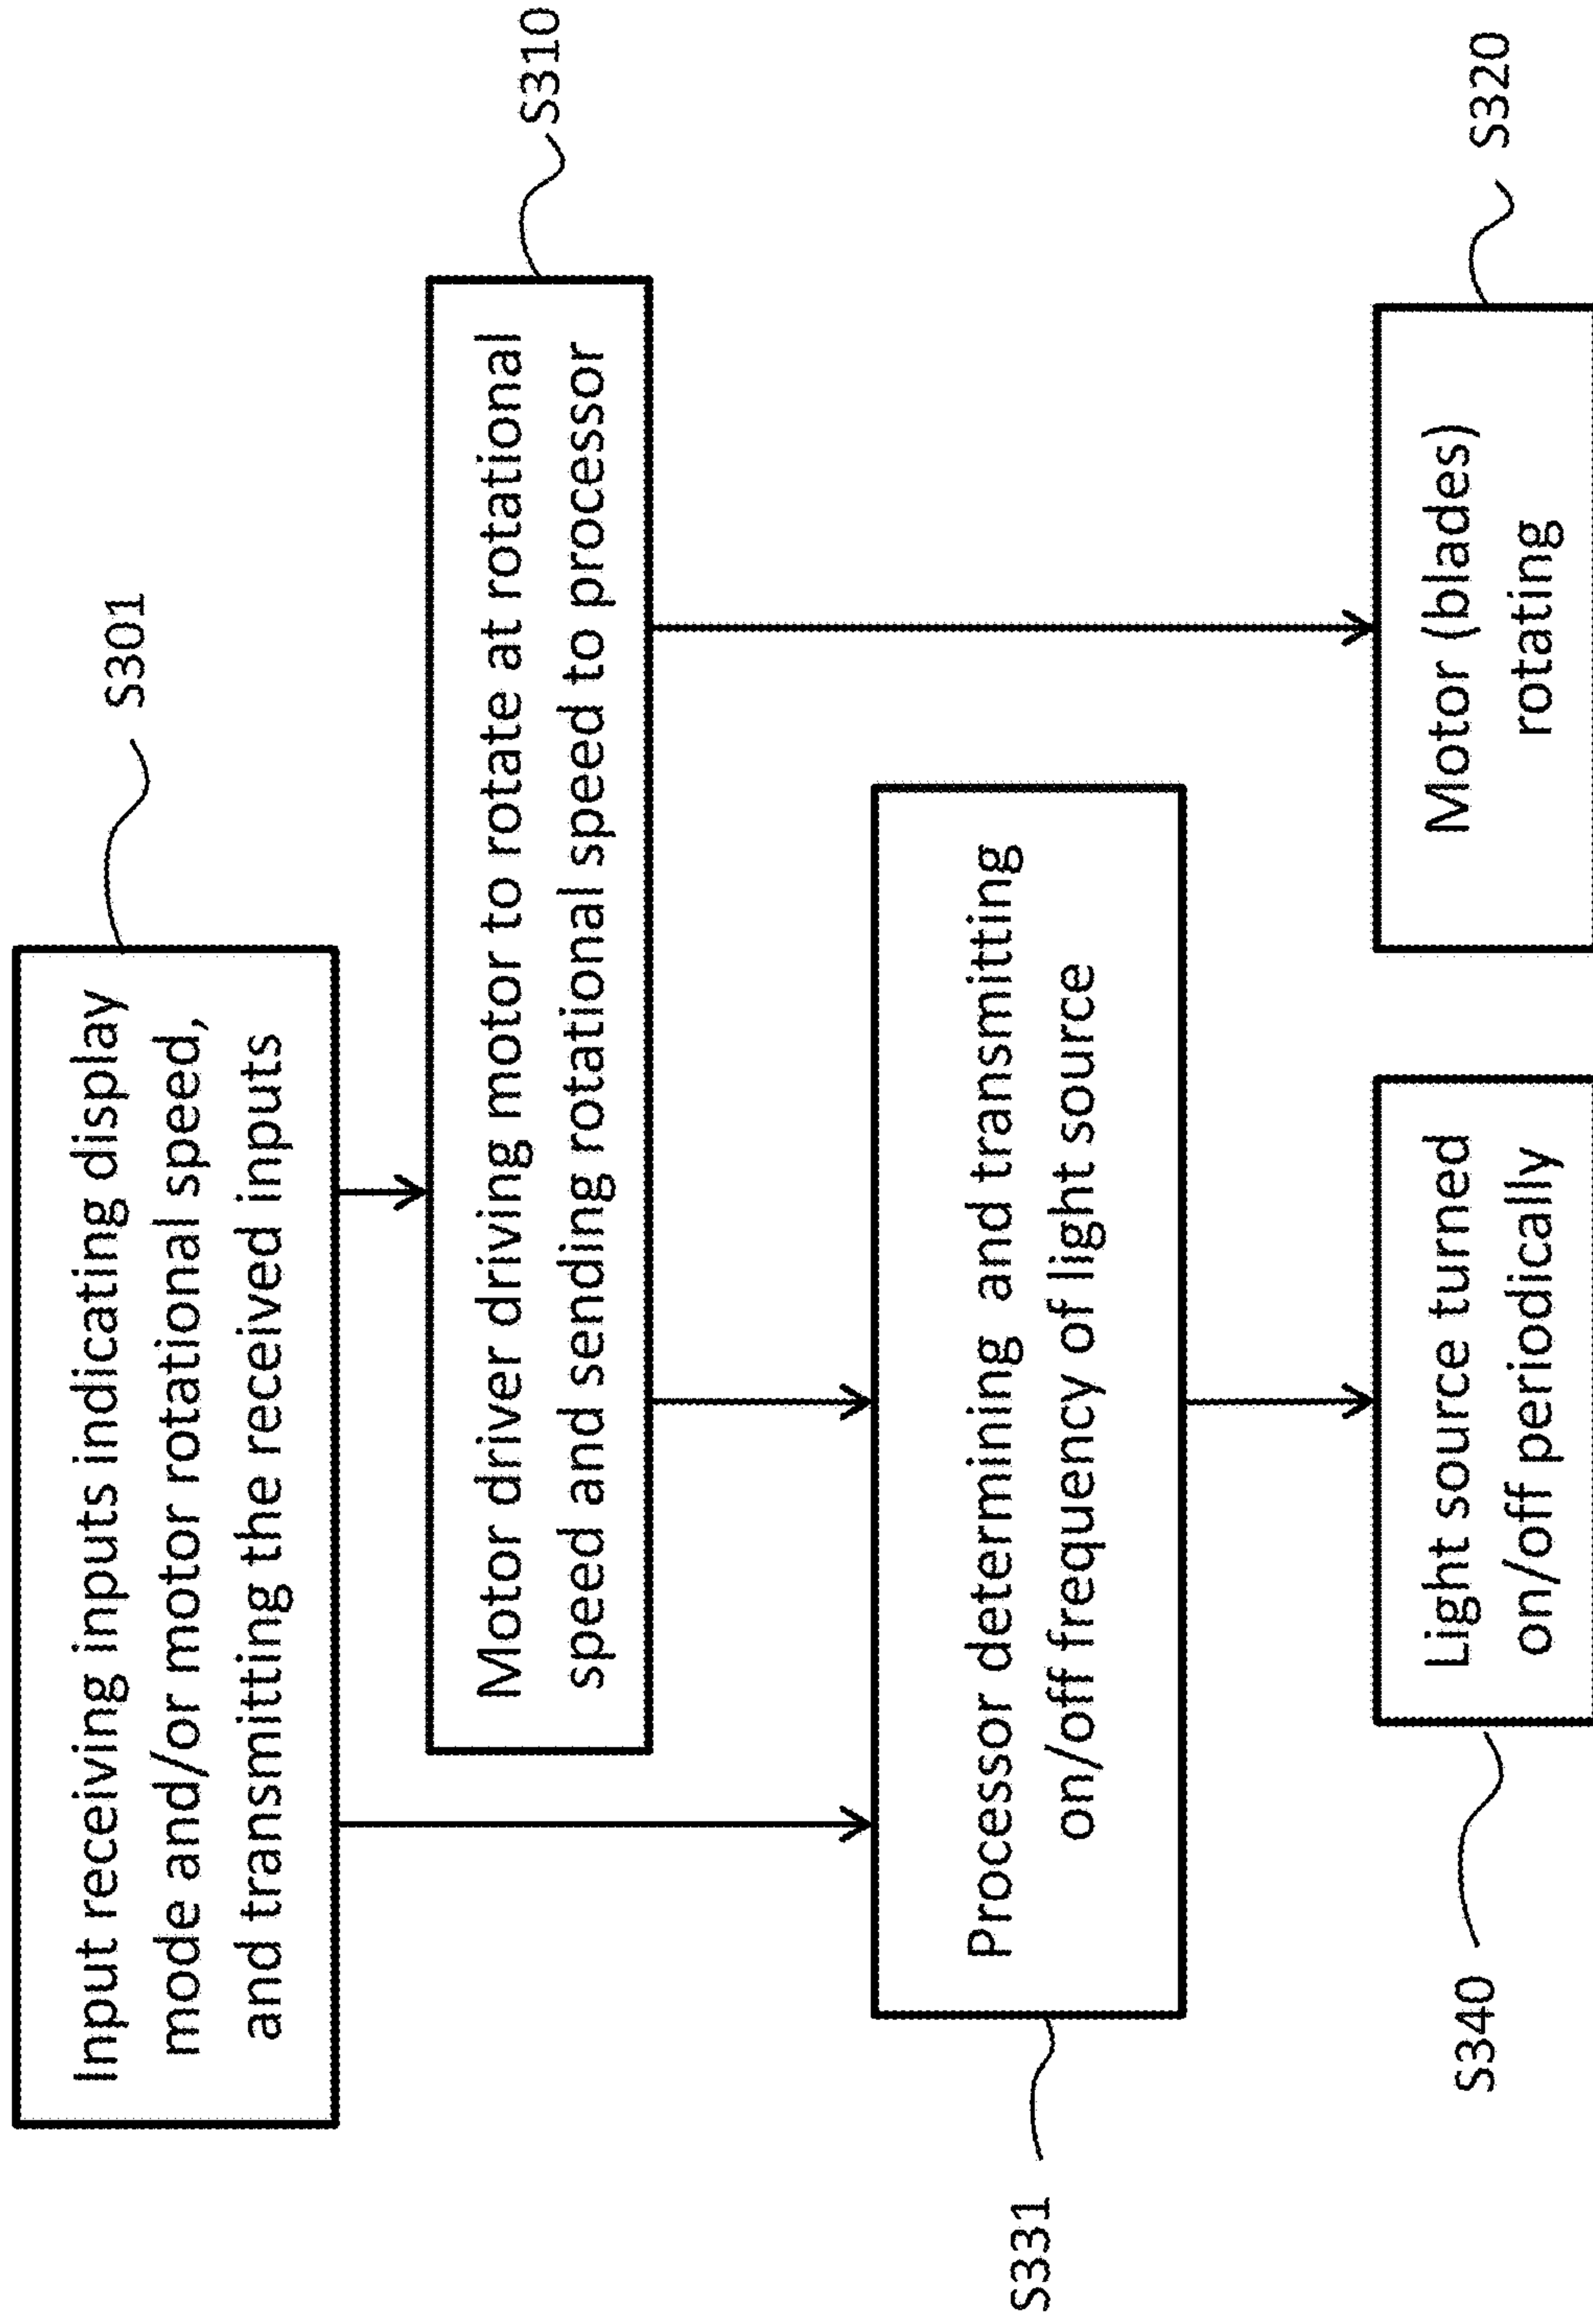 Input receiving inputs indicating display
mode and/or motor rotational speed,
and transmitting the received inputs
S301
Motor driver driving motor to rotate at rotational
speed and sending rotational speed to processor
S310
Processor determining and transmitting
on/off frequency of light source
S331
Light source turned
on/off periodically
S340
Motor (blades)
rotating
S320